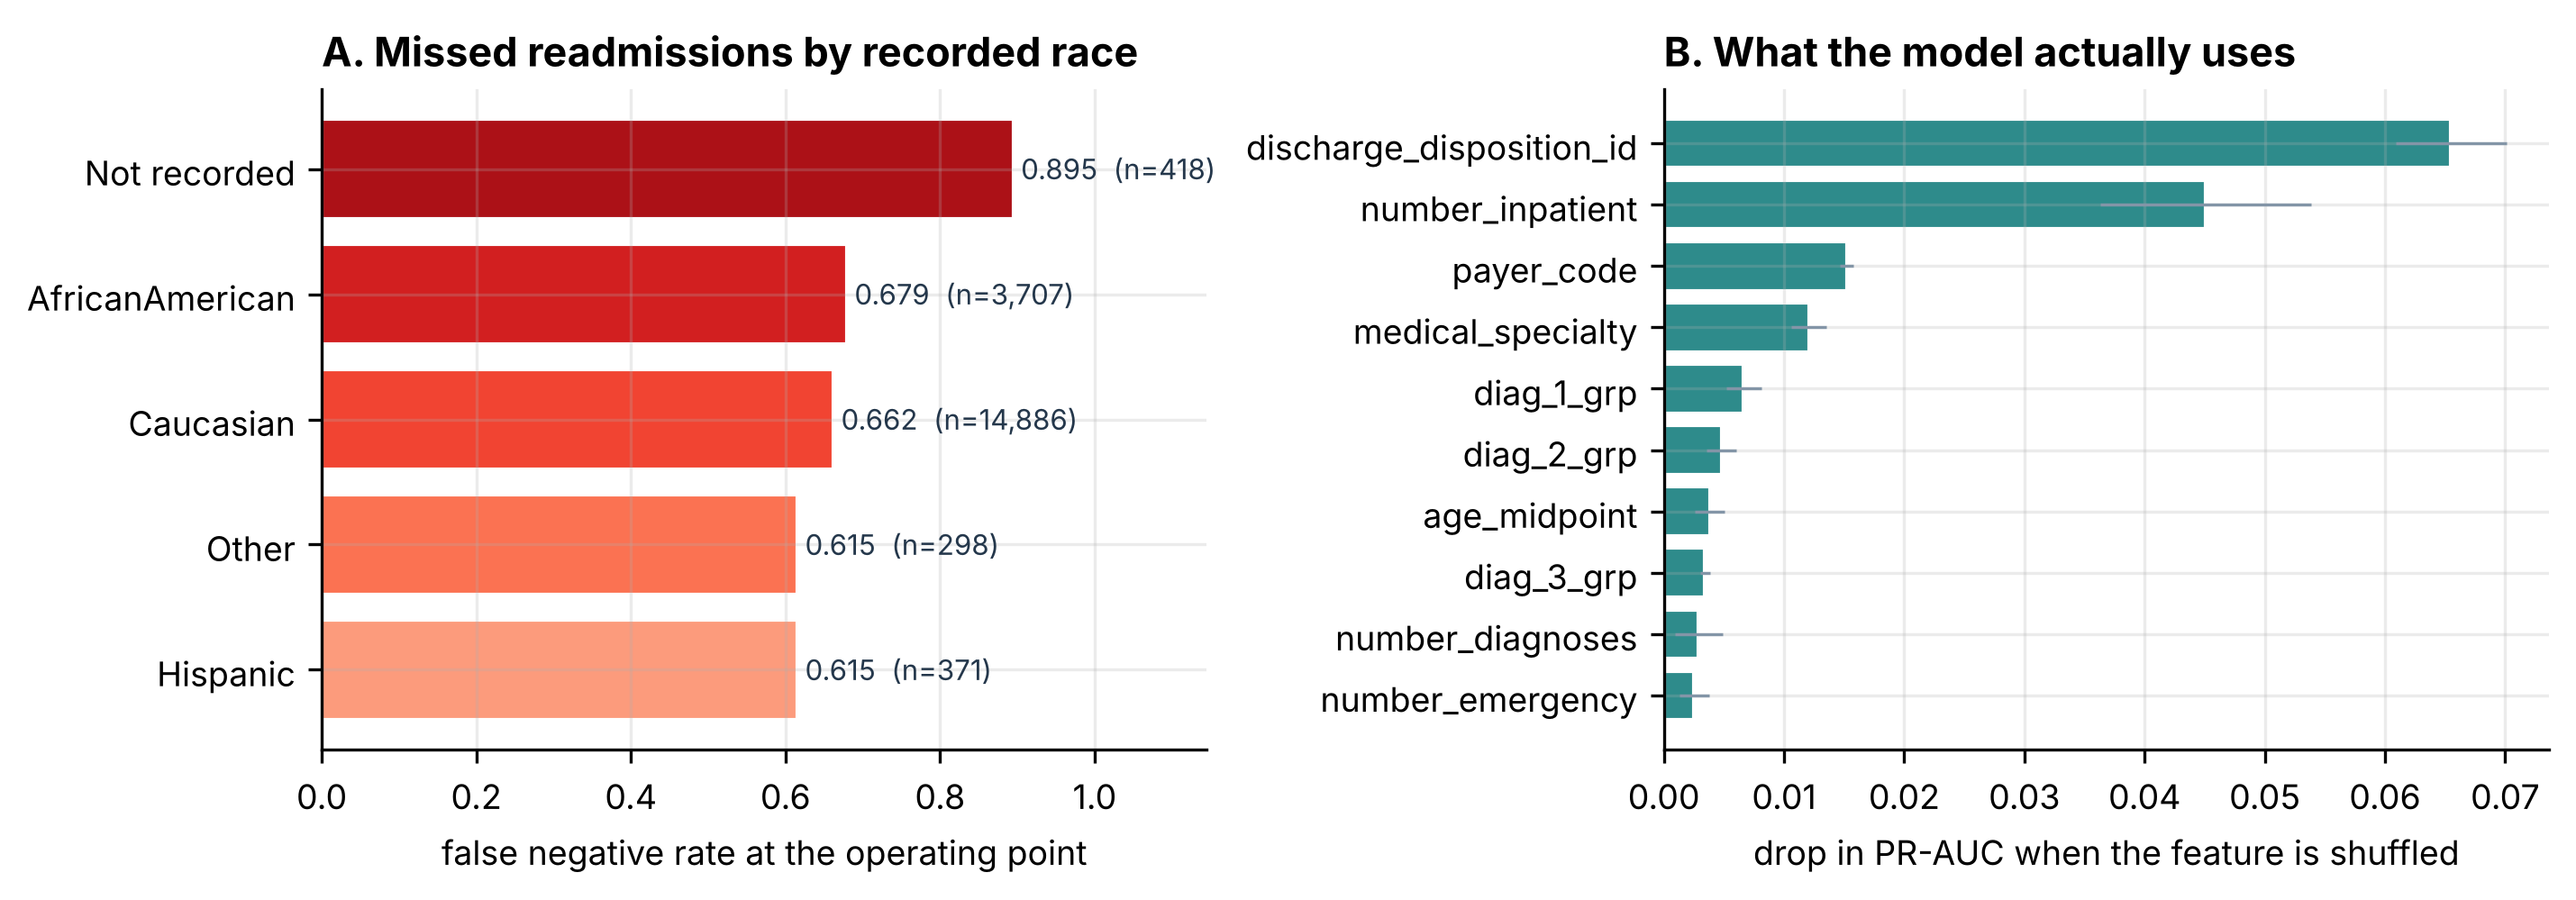 A. Missed readmissions by recorded race
Not recorded
0.895 (n=418)
AfricanAmerican
0.679 (n=3,707)
Caucasian
0.662 (n=14,886)
Other
0.615 (n=298)
Hispanic
0.615 (n=371)
0.0 0.2 0.4 0.6 0.8 1.0
false negative rate at the operating point
B. What the model actually uses
discharge_disposition_id
number_inpatient
payer_code
medical_specialty
diag_1_grp
diag_2_grp
age_midpoint
diag_3_grp
number_diagnoses
number_emergency
0.00 0.01 0.02 0.03 0.04 0.05 0.06 0.07
drop in PR-AUC when the feature is shuffled